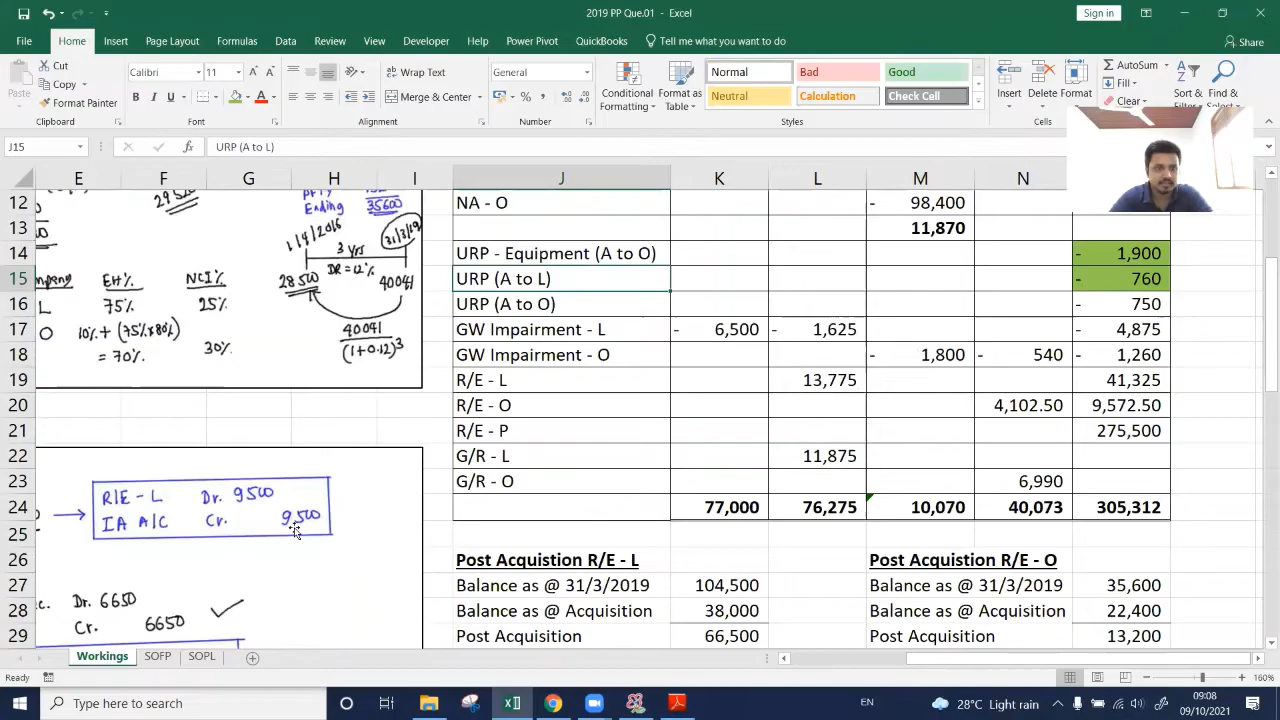 2019 PP Que.01 - Excel
Sign in
File Home Insert Page Layout Formulas Data Review View Developer Help Power Pivot QuickBooks Tell me what you want to do Share
Paste Cut Copy Format Painter Clipboard
Calibri 11 B I U A Font
Wrap Text Merge & Center Alignment
General % , Number
Conditional Formatting Format as Table
Normal Bad Good
Neutral Calculation Check Cell
Styles
Insert Delete Format Cells
AutoSum Fill Clear Sort & Find &
J15 fx URP (A to L)
E F G H I J K L M N
12 NA - O - 98,400
13 11,870
14 URP - Equipment (A to O) - 1,900
15 URP (A to L) - 760
16 URP (A to O) - 750
17 GW Impairment - L - 6,500 - 1,625 - 4,875
18 GW Impairment - O - 1,800 - 540 - 1,260
19 R/E - L 13,775 41,325
20 R/E - O 4,102.50 9,572.50
21 R/E - P 275,500
22 G/R - L 11,875
23 G/R - O 6,990
24 77,000 76,275 10,070 40,073 305,312
25
26 Post Acquistion R/E - L Post Acquistion R/E - O
27 Balance as @ 31/3/2019 104,500 Balance as @ 31/3/2019 35,600
28 Balance as @ Acquisition 38,000 Balance as @ Acquisition 22,400
29 Post Acquisition 66,500 Post Acquisition 13,200
29500
Ending 35600
1/4/2016 31/3/19
3 yrs
DR = 12%
28500 40041
40041
(1+0.12)3
EH% NCI%
L 75% 25%
O 10% + (75% x 80%)
= 70% 30%
R/E - L Dr. 9500
IA A/C Cr. 9500
Dr. 6650
Cr. 6650
Workings SOFP SOPL
Ready 160%
Type here to search
EN 28°C Light rain 09:08
09/10/2021